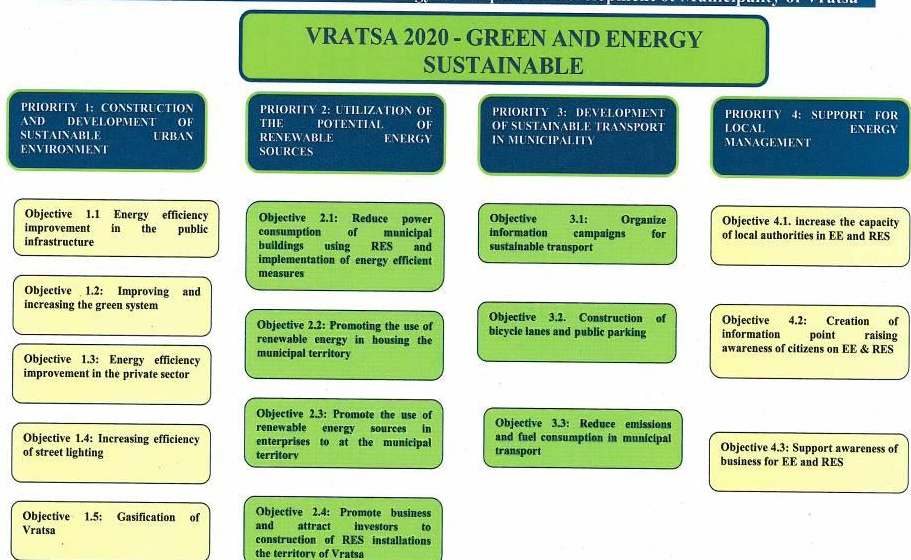 VRATSA 2020 - GREEN AND ENERGY
SUSTAINABLE
PRIORITY 1: CONSTRUCTION
AND DEVELOPMENT OF
SUSTAINABLE URBAN
ENVIRONMENT
Objective 1.1 Energy efficiency
improvement in the public
infrastructure
Objective 1.2: Improving and
increasing the green system
Objective 1.3: Energy efficiency
improvement in the private sector
Objective 1.4: Increasing efficiency
of street lighting
Objective 1.5: Gasification of
Vratsa
PRIORITY 2: UTILIZATION OF
THE POTENTIAL OF
RENEWABLE ENERGY
SOURCES
Objective 2.1: Reduce power
consumption of municipal
buildings using RES and
implementation of energy efficient
measures
Objective 2.2: Promoting the use of
renewable energy in housing the
municipal territory
Objective 2.3: Promote the use of
renewable energy sources in
enterprises to at the municipal
territory
Objective 2.4: Promote business
and attract investors to
construction of RES installations
the territory of Vratsa
PRIORITY 3: DEVELOPMENT
OF SUSTAINABLE TRANSPORT
IN MUNICIPALITY
Objective 3.1: Organize
information campaigns for
sustainable transport
Objective 3.2. Construction of
bicycle lanes and public parking
Objective 3.3: Reduce emissions
and fuel consumption in municipal
transport
PRIORITY 4: SUPPORT FOR
LOCAL ENERGY
MANAGEMENT
Objective 4.1. increase the capacity
of local authorities in EE and RES
Objective 4.2: Creation of
information point raising
awareness of citizens on EE & RES
Objective 4.3: Support awareness of
business for EE and RES